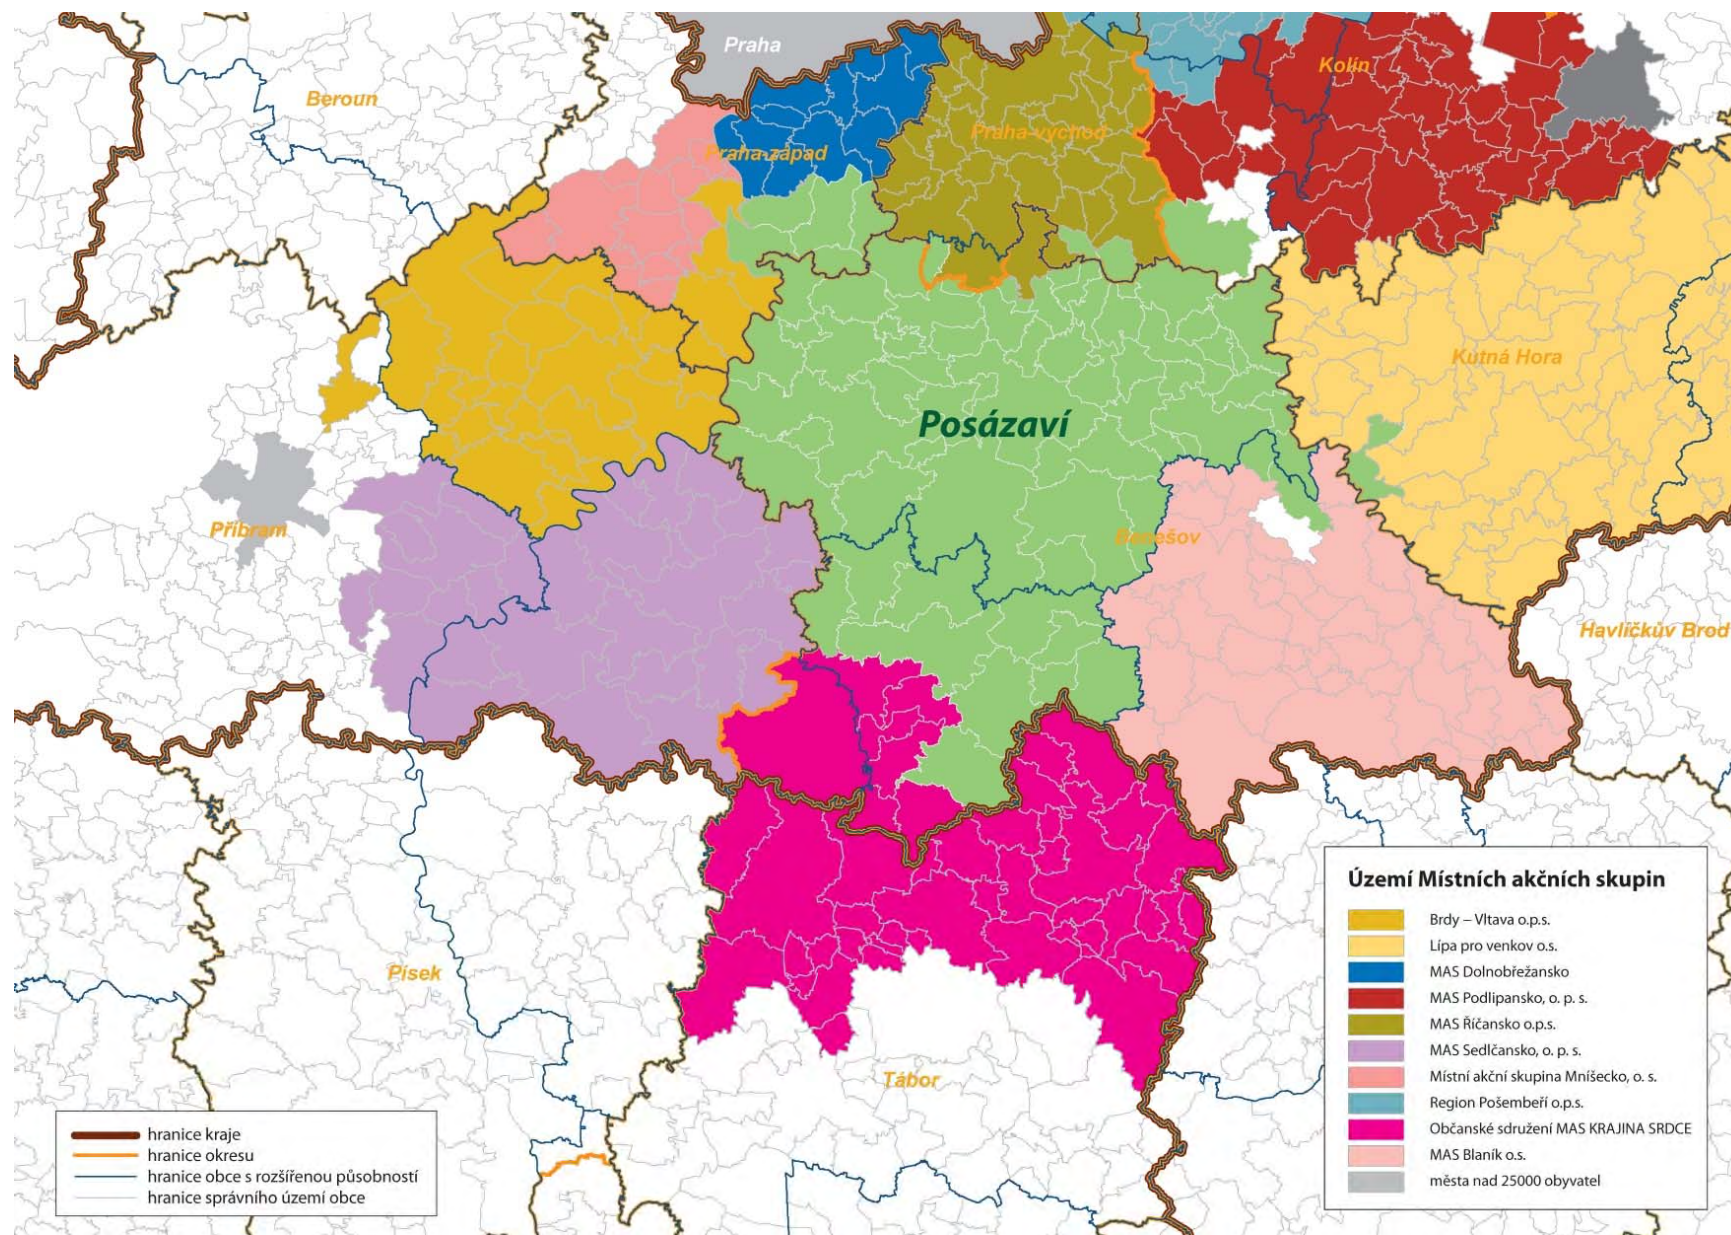 Praha
Kolín
Beroun
Praha-východ
Praha-západ
Kutná Hora
Posázaví
Příbram
Benešov
Havlíčkův Brod
Písek
Tábor
Území Místních akčních skupin
Brdy – Vltava o.p.s.
Lípa pro venkov o.s.
MAS Dolnobřežansko
MAS Podlipansko, o. p. s.
MAS Říčansko o.p.s.
MAS Sedlčansko, o. p. s.
Místní akční skupina Mníšecko, o. s.
Region Pošembeří o.p.s.
Občanské sdružení MAS KRAJINA SRDCE
MAS Blaník o.s.
města nad 25000 obyvatel
hranice kraje
hranice okresu
hranice obce s rozšířenou působností
hranice správního území obce